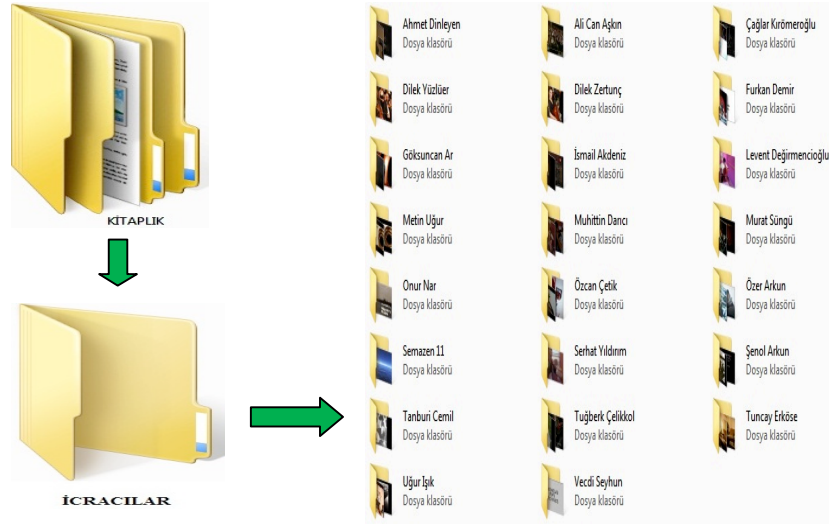 KİTAPLIK
İCRACILAR
Ahmet Dinleyen
Dosya klasörü
Ali Can Aşkın
Dosya klasörü
Çağlar Kırömeroğlu
Dosya klasörü
Dilek Yüzlüer
Dosya klasörü
Dilek Zertunç
Dosya klasörü
Furkan Demir
Dosya klasörü
Göksuncan Ar
Dosya klasörü
İsmail Akdeniz
Dosya klasörü
Levent Değirmencioğlu
Dosya klasörü
Metin Uğur
Dosya klasörü
Muhittin Darıcı
Dosya klasörü
Murat Süngü
Dosya klasörü
Onur Nar
Dosya klasörü
Özcan Çetik
Dosya klasörü
Özer Arkun
Dosya klasörü
Semazen 11
Dosya klasörü
Serhat Yıldırım
Dosya klasörü
Şenol Arkun
Dosya klasörü
Tanburi Cemil
Dosya klasörü
Tuğberk Çelikkol
Dosya klasörü
Tuncay Erköse
Dosya klasörü
Uğur Işık
Dosya klasörü
Vecdi Seyhun
Dosya klasörü